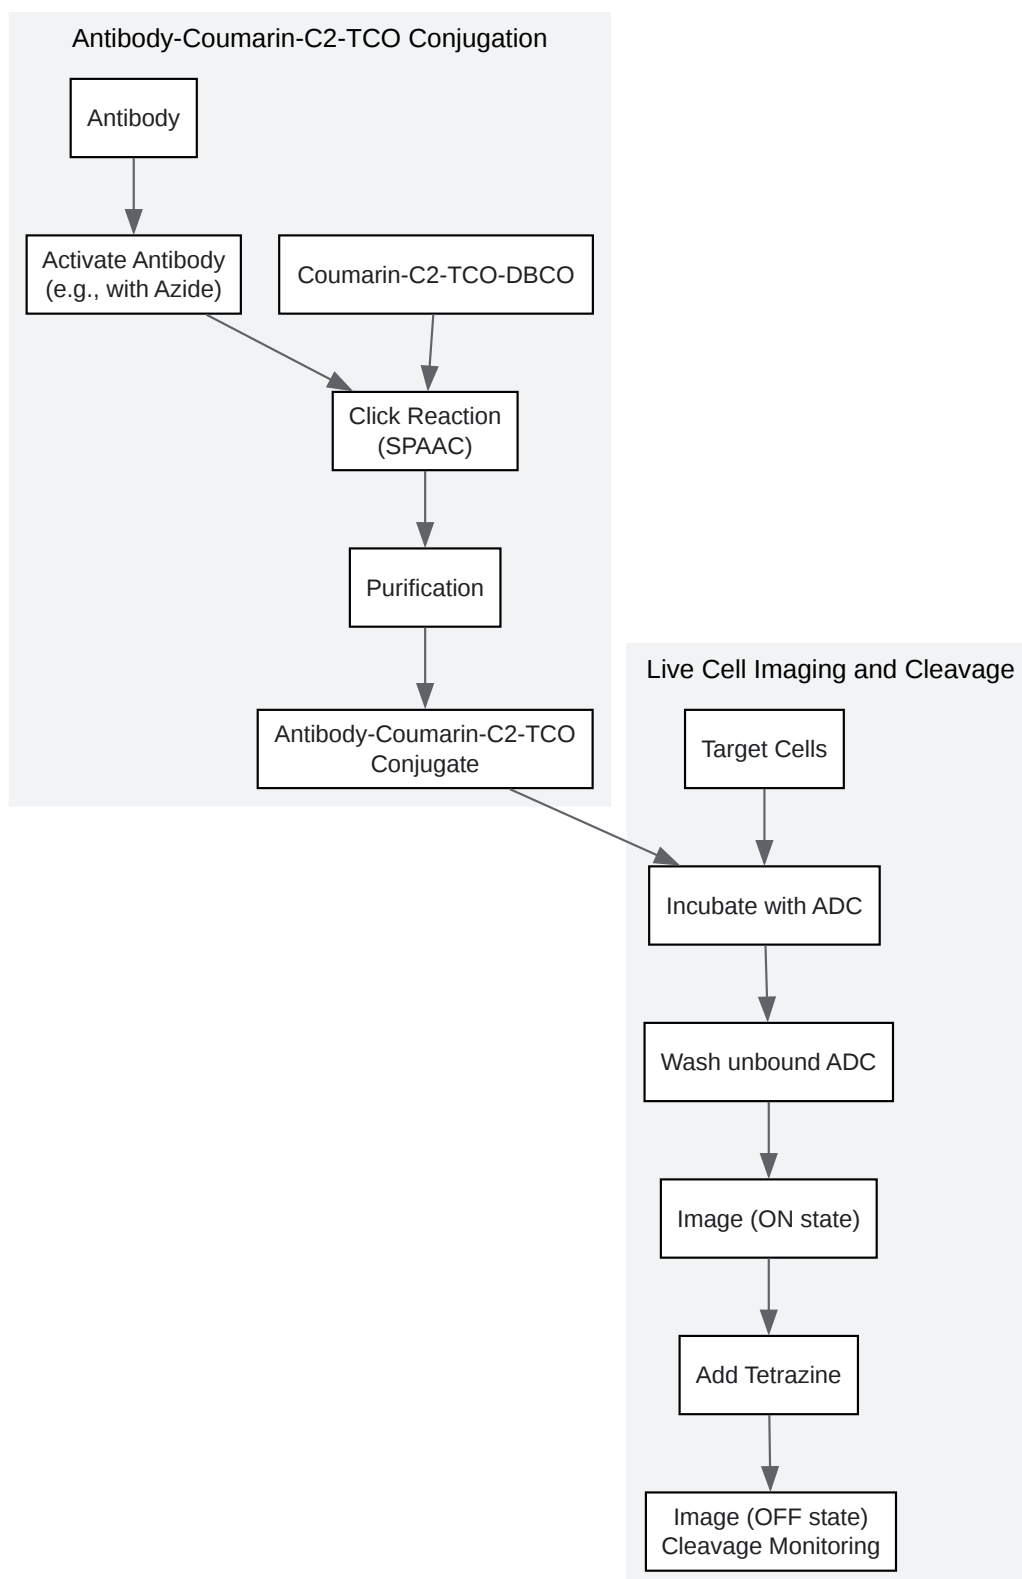 Antibody-Coumarin-C2-TCO Conjugation
Antibody
Activate Antibody
(e.g., with Azide)
Coumarin-C2-TCO-DBCO
Click Reaction
(SPAAC)
Purification
Antibody-Coumarin-C2-TCO
Conjugate
Live Cell Imaging and Cleavage
Target Cells
Incubate with ADC
Wash unbound ADC
Image (ON state)
Add Tetrazine
Image (OFF state)
Cleavage Monitoring